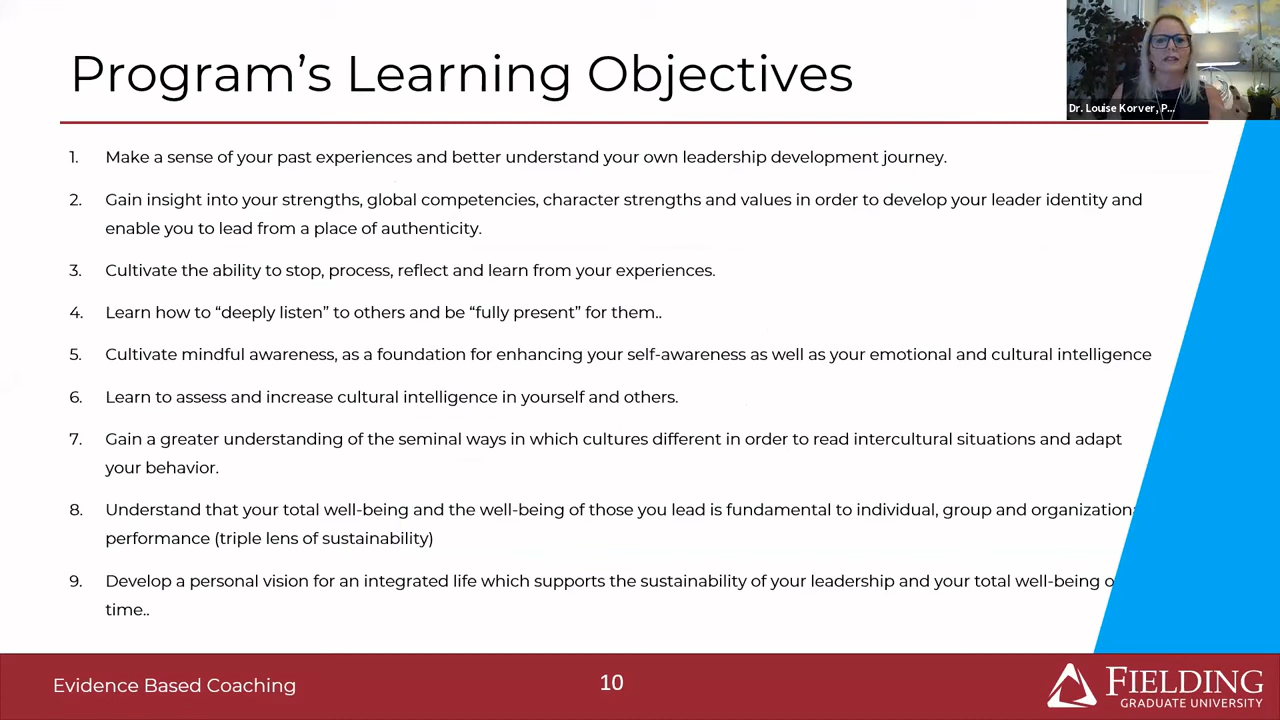 Program's Learning Objectives
Dr. Louise Korver, P...
1. Make a sense of your past experiences and better understand your own leadership development journey.
2. Gain insight into your strengths, global competencies, character strengths and values in order to develop your leader identity and
enable you to lead from a place of authenticity.
3. Cultivate the ability to stop, process, reflect and learn from your experiences.
4. Learn how to “deeply listen” to others and be “fully present” for them..
5. Cultivate mindful awareness, as a foundation for enhancing your self-awareness as well as your emotional and cultural intelligence
6. Learn to assess and increase cultural intelligence in yourself and others.
7. Gain a greater understanding of the seminal ways in which cultures different in order to read intercultural situations and adapt
your behavior.
8. Understand that your total well-being and the well-being of those you lead is fundamental to individual, group and organization
performance (triple lens of sustainability)
9. Develop a personal vision for an integrated life which supports the sustainability of your leadership and your total well-being
time..
Evidence Based Coaching
10
FIELDING
GRADUATE UNIVERSITY